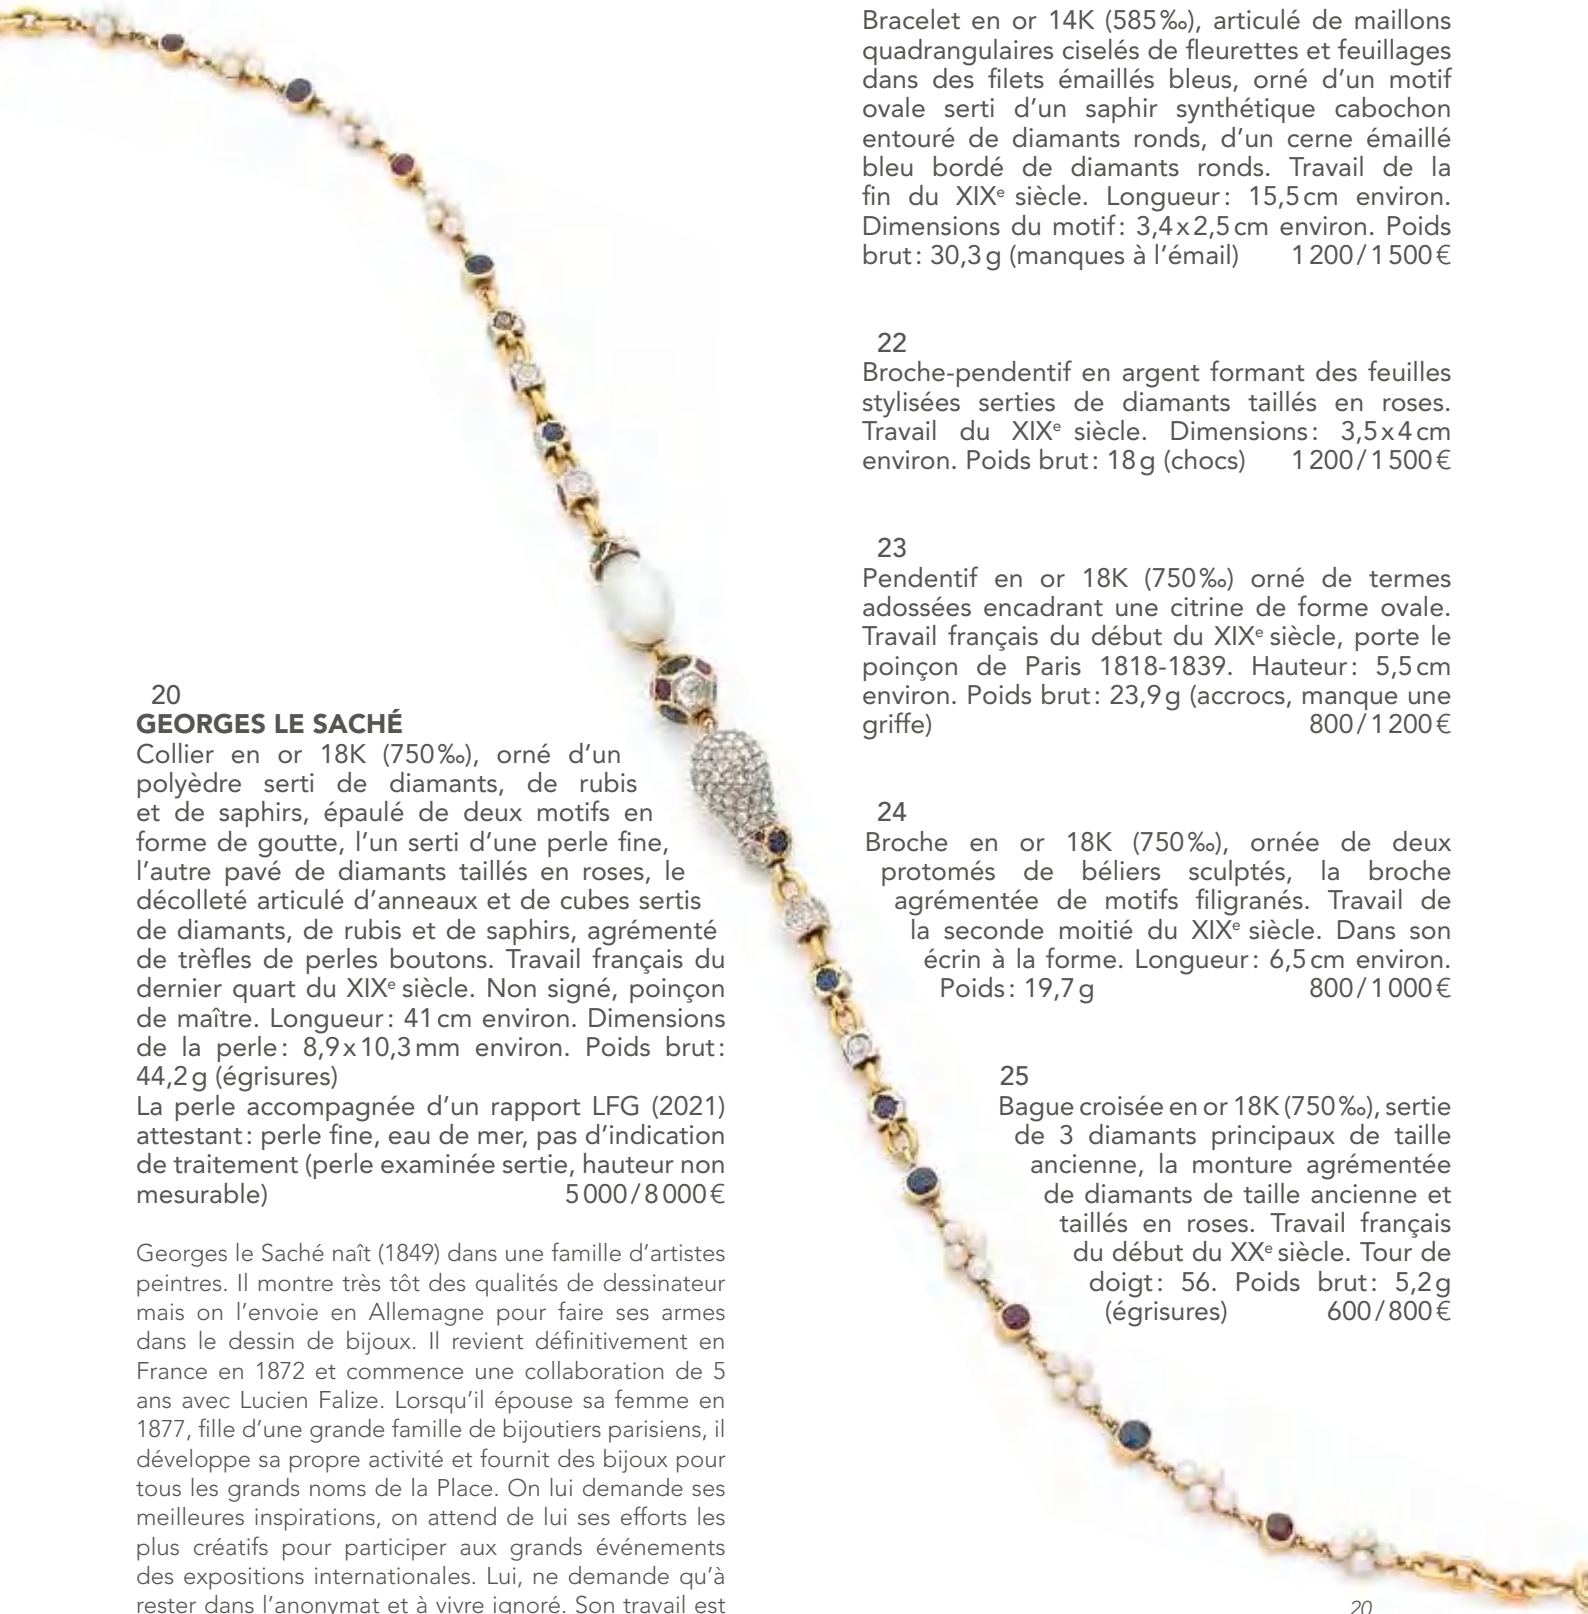 20
GEORGES LE SACHÉ
Collier en or 18K (750‰), orné d’un
polyèdre serti de diamants, de rubis
et de saphirs, épaulé de deux motifs en
forme de goutte, l’un serti d’une perle fine,
l’autre pavé de diamants taillés en roses, le
décolleté articulé d’anneaux et de cubes sertis
de diamants, de rubis et de saphirs, agrémenté
de trèfles de perles boutons. Travail français du
dernier quart du XIXᵉ siècle. Non signé, poinçon
de maître. Longueur : 41 cm environ. Dimensions
de la perle : 8,9 x 10,3 mm environ. Poids brut :
44,2 g (égrisures)
La perle accompagnée d’un rapport LFG (2021)
attestant : perle fine, eau de mer, pas d’indication
de traitement (perle examinée sertie, hauteur non
mesurable) 5 000 / 8 000 €
Georges le Saché naît (1849) dans une famille d’artistes
peintres. Il montre très tôt des qualités de dessinateur
mais on l’envoie en Allemagne pour faire ses armes
dans le dessin de bijoux. Il revient définitivement en
France en 1872 et commence une collaboration de 5
ans avec Lucien Falize. Lorsqu’il épouse sa femme en
1877, fille d’une grande famille de bijoutiers parisiens, il
développe sa propre activité et fournit des bijoux pour
tous les grands noms de la Place. On lui demande ses
meilleures inspirations, on attend de lui ses efforts les
plus créatifs pour participer aux grands événements
des expositions internationales. Lui, ne demande qu’à
rester dans l’anonymat et à vivre ignoré. Son travail est
Bracelet en or 14K (585‰), articulé de maillons
quadrangulaires ciselés de fleurettes et feuillages
dans des filets émaillés bleus, orné d’un motif
ovale serti d’un saphir synthétique cabochon
entouré de diamants ronds, d’un cerne émaillé
bleu bordé de diamants ronds. Travail de la
fin du XIXᵉ siècle. Longueur : 15,5 cm environ.
Dimensions du motif : 3,4 x 2,5 cm environ. Poids
brut : 30,3 g (manques à l’émail) 1 200 / 1 500 €
22
Broche-pendentif en argent formant des feuilles
stylisées serties de diamants taillés en roses.
Travail du XIXᵉ siècle. Dimensions : 3,5 x 4 cm
environ. Poids brut : 18 g (chocs) 1 200 / 1 500 €
23
Pendentif en or 18K (750‰) orné de termes
adossées encadrant une citrine de forme ovale.
Travail français du début du XIXᵉ siècle, porte le
poinçon de Paris 1818-1839. Hauteur : 5,5 cm
environ. Poids brut : 23,9 g (accrocs, manque une
griffe) 800 / 1 200 €
24
Broche en or 18K (750‰), ornée de deux
protomés de béliers sculptés, la broche
agrémentée de motifs filigranés. Travail de
la seconde moitié du XIXᵉ siècle. Dans son
écrin à la forme. Longueur : 6,5 cm environ.
Poids : 19,7 g 800 / 1 000 €
25
Bague croisée en or 18K (750‰), sertie
de 3 diamants principaux de taille
ancienne, la monture agrémentée
de diamants de taille ancienne et
taillés en roses. Travail français
du début du XXᵉ siècle. Tour de
doigt : 56. Poids brut : 5,2 g
(égrisures) 600 / 800 €
20